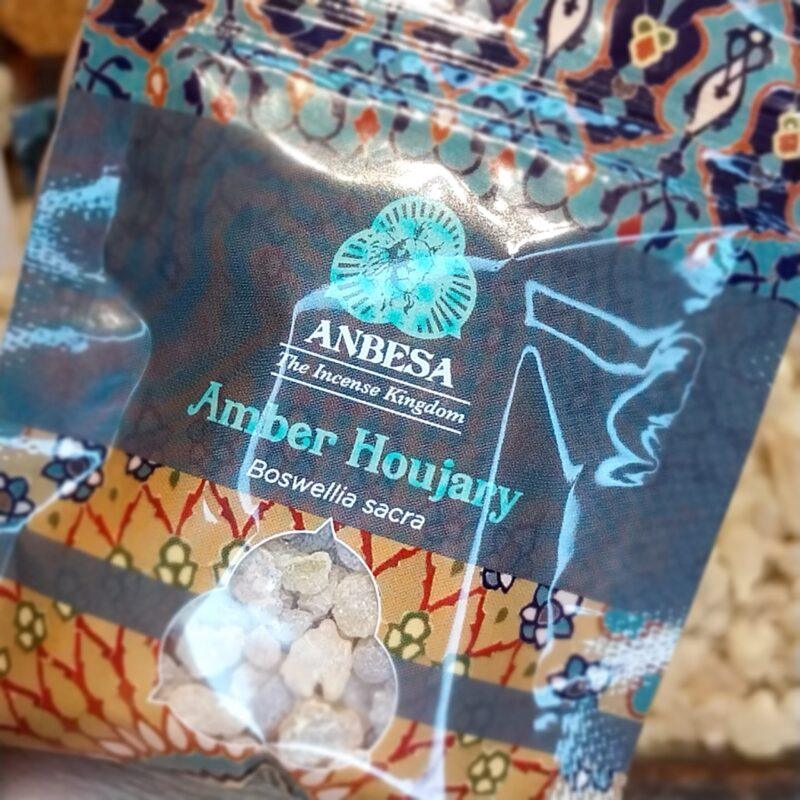 ANBESA
The Incense Kingdom
Amber Houjary
Boswellia sacra